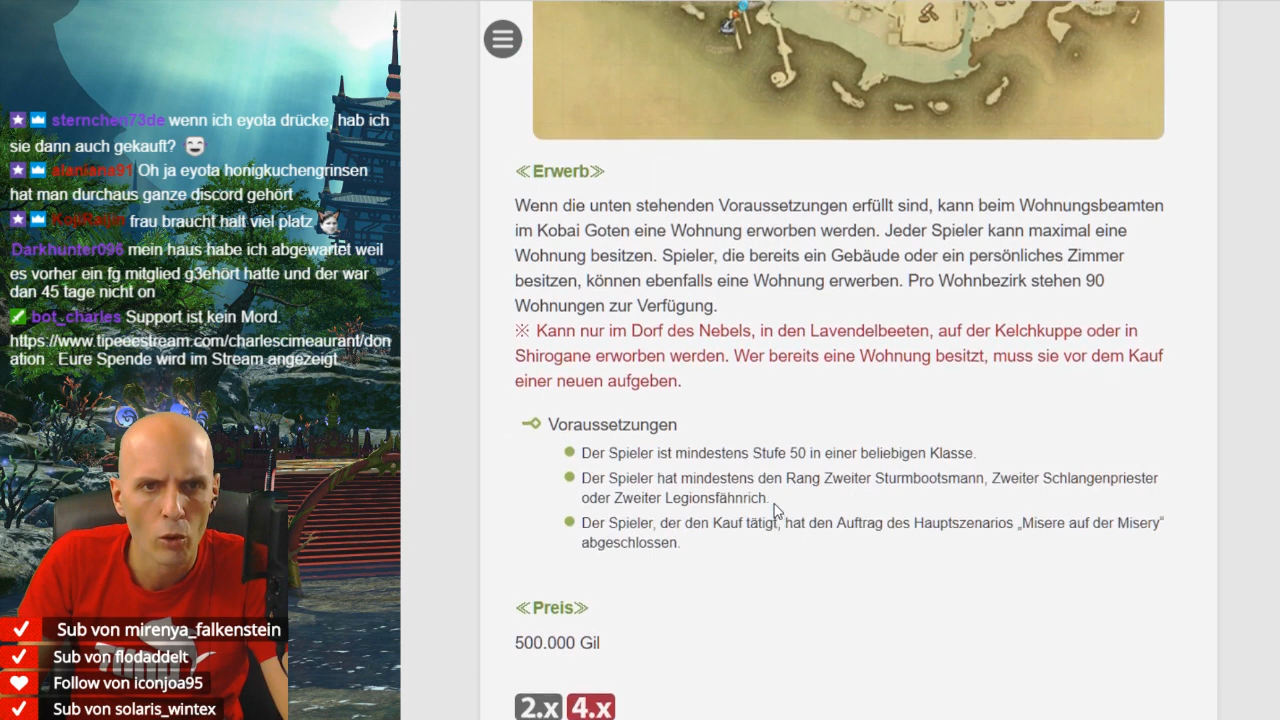 sternchen73de wenn ich eyota drücke, hab ich
sie dann auch gekauft?
alaniana91 Oh ja eyota honigkuchengrinsen
hat man durchaus ganze discord gehört
frau braucht halt viel platz
Darkhunter096 mein haus habe ich abgewartet weil
es vorher ein fg mitglied g3ehört hatte und der war
dan 45 tage nicht on
bot_charles Support ist kein Mord.
https://www.tipeeestream.com/charlescimeaurant/don
ation . Eure Spende wird im Stream angezeigt.
Sub von mirenya_falkenstein
Sub von flodaddelt
Follow von iconjoa95
Sub von solaris_wintex
≪Erwerb≫
Wenn die unten stehenden Voraussetzungen erfüllt sind, kann beim Wohnungsbeamten
im Kobai Goten eine Wohnung erworben werden. Jeder Spieler kann maximal eine
Wohnung besitzen. Spieler, die bereits ein Gebäude oder ein persönliches Zimmer
besitzen, können ebenfalls eine Wohnung erwerben. Pro Wohnbezirk stehen 90
Wohnungen zur Verfügung.
※ Kann nur im Dorf des Nebels, in den Lavendelbeeten, auf der Kelchkuppe oder in
Shirogane erworben werden. Wer bereits eine Wohnung besitzt, muss sie vor dem Kauf
einer neuen aufgeben.
Voraussetzungen
Der Spieler ist mindestens Stufe 50 in einer beliebigen Klasse.
Der Spieler hat mindestens den Rang Zweiter Sturmbootsmann, Zweiter Schlangenpriester
oder Zweiter Legionsfähnrich.
Der Spieler, der den Kauf tätigt, hat den Auftrag des Hauptszenarios „Misere auf der Misery“
abgeschlossen.
≪Preis≫
500.000 Gil
2.x 4.x